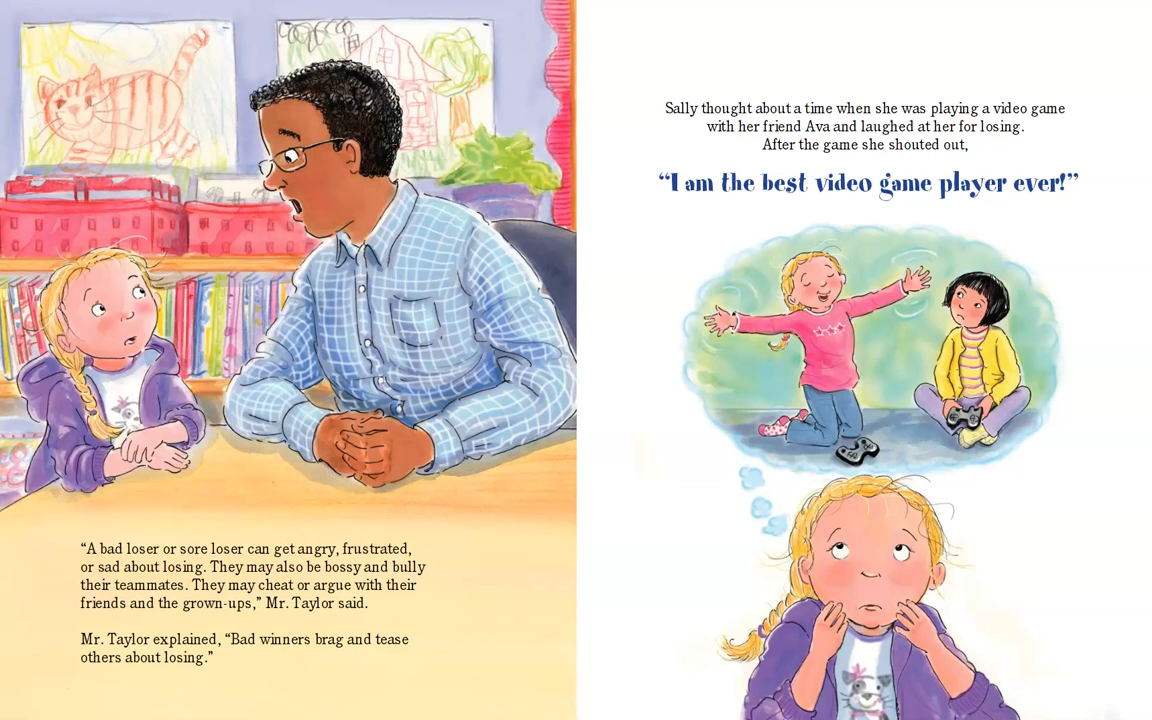 “A bad loser or sore loser can get angry, frustrated,
or sad about losing. They may also be bossy and bully
their teammates. They may cheat or argue with their
friends and the grown-ups,” Mr. Taylor said.
Mr. Taylor explained, “Bad winners brag and tease
others about losing.”
Sally thought about a time when she was playing a video game
with her friend Ava and laughed at her for losing.
After the game she shouted out,
“I am the best video game player ever!”